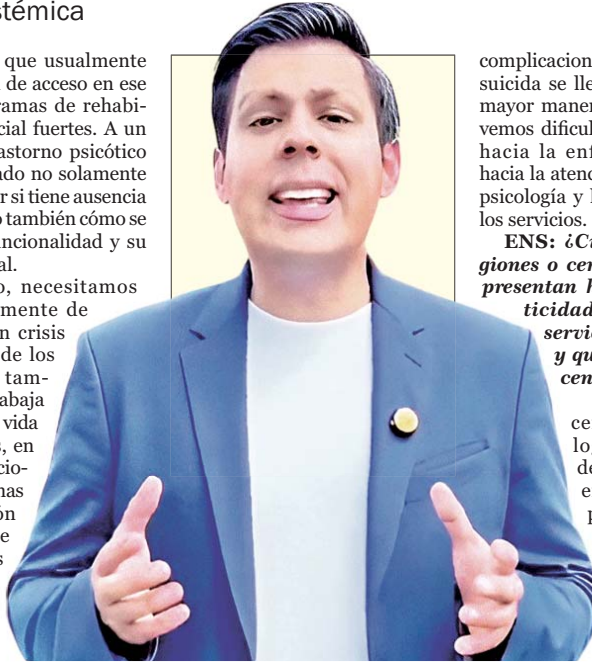 stémica
que usualmente
de acceso en ese
ramas de rehabi-
cial fuertes. A un
astorno psicótico
ado no solamente
r si tiene ausencia
o también cómo se
ncionalidad y su
al.
o, necesitamos
mente de
n crisis
de los
tam-
abaja
vida
s, en
cio-
nas
ón
e
s
complicacion
suicida se lle
mayor maner
vemos dificul
hacia la enf
hacia la atenc
psicología y l
los servicios.
ENS: ¿Cu
giones o cen
presentan h
ticidad
servic
y qu
cen
ce
lo
de
e
p